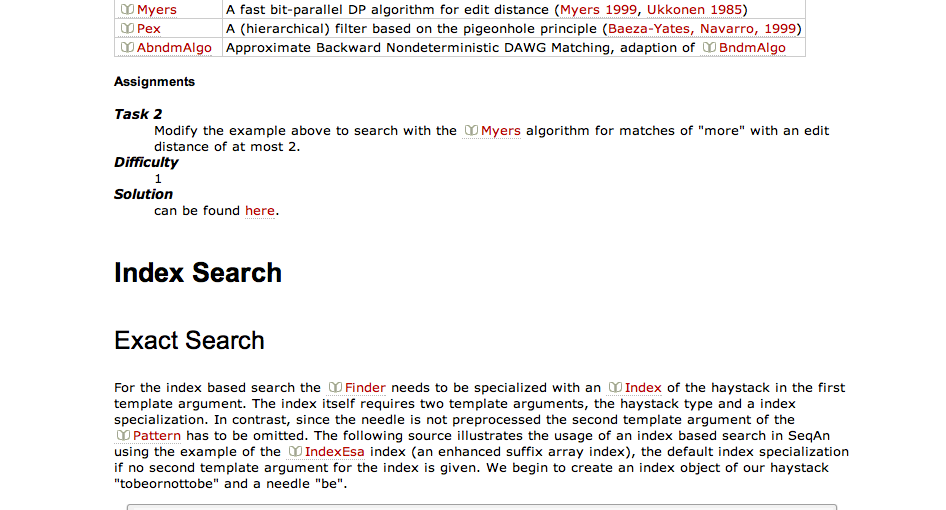 Myers A fast bit-parallel DP algorithm for edit distance (Myers 1999, Ukkonen 1985)
Pex A (hierarchical) filter based on the pigeonhole principle (Baeza-Yates, Navarro, 1999)
AbndmAlgo Approximate Backward Nondeterministic DAWG Matching, adaption of BndmAlgo
Assignments
Task 2
Modify the example above to search with the Myers algorithm for matches of "more" with an edit
distance of at most 2.
Difficulty
1
Solution
can be found here.
Index Search
Exact Search
For the index based search the Finder needs to be specialized with an Index of the haystack in the first
template argument. The index itself requires two template arguments, the haystack type and a index
specialization. In contrast, since the needle is not preprocessed the second template argument of the
Pattern has to be omitted. The following source illustrates the usage of an index based search in SeqAn
using the example of the IndexEsa index (an enhanced suffix array index), the default index specialization
if no second template argument for the index is given. We begin to create an index object of our haystack
"tobeornottobe" and a needle "be".